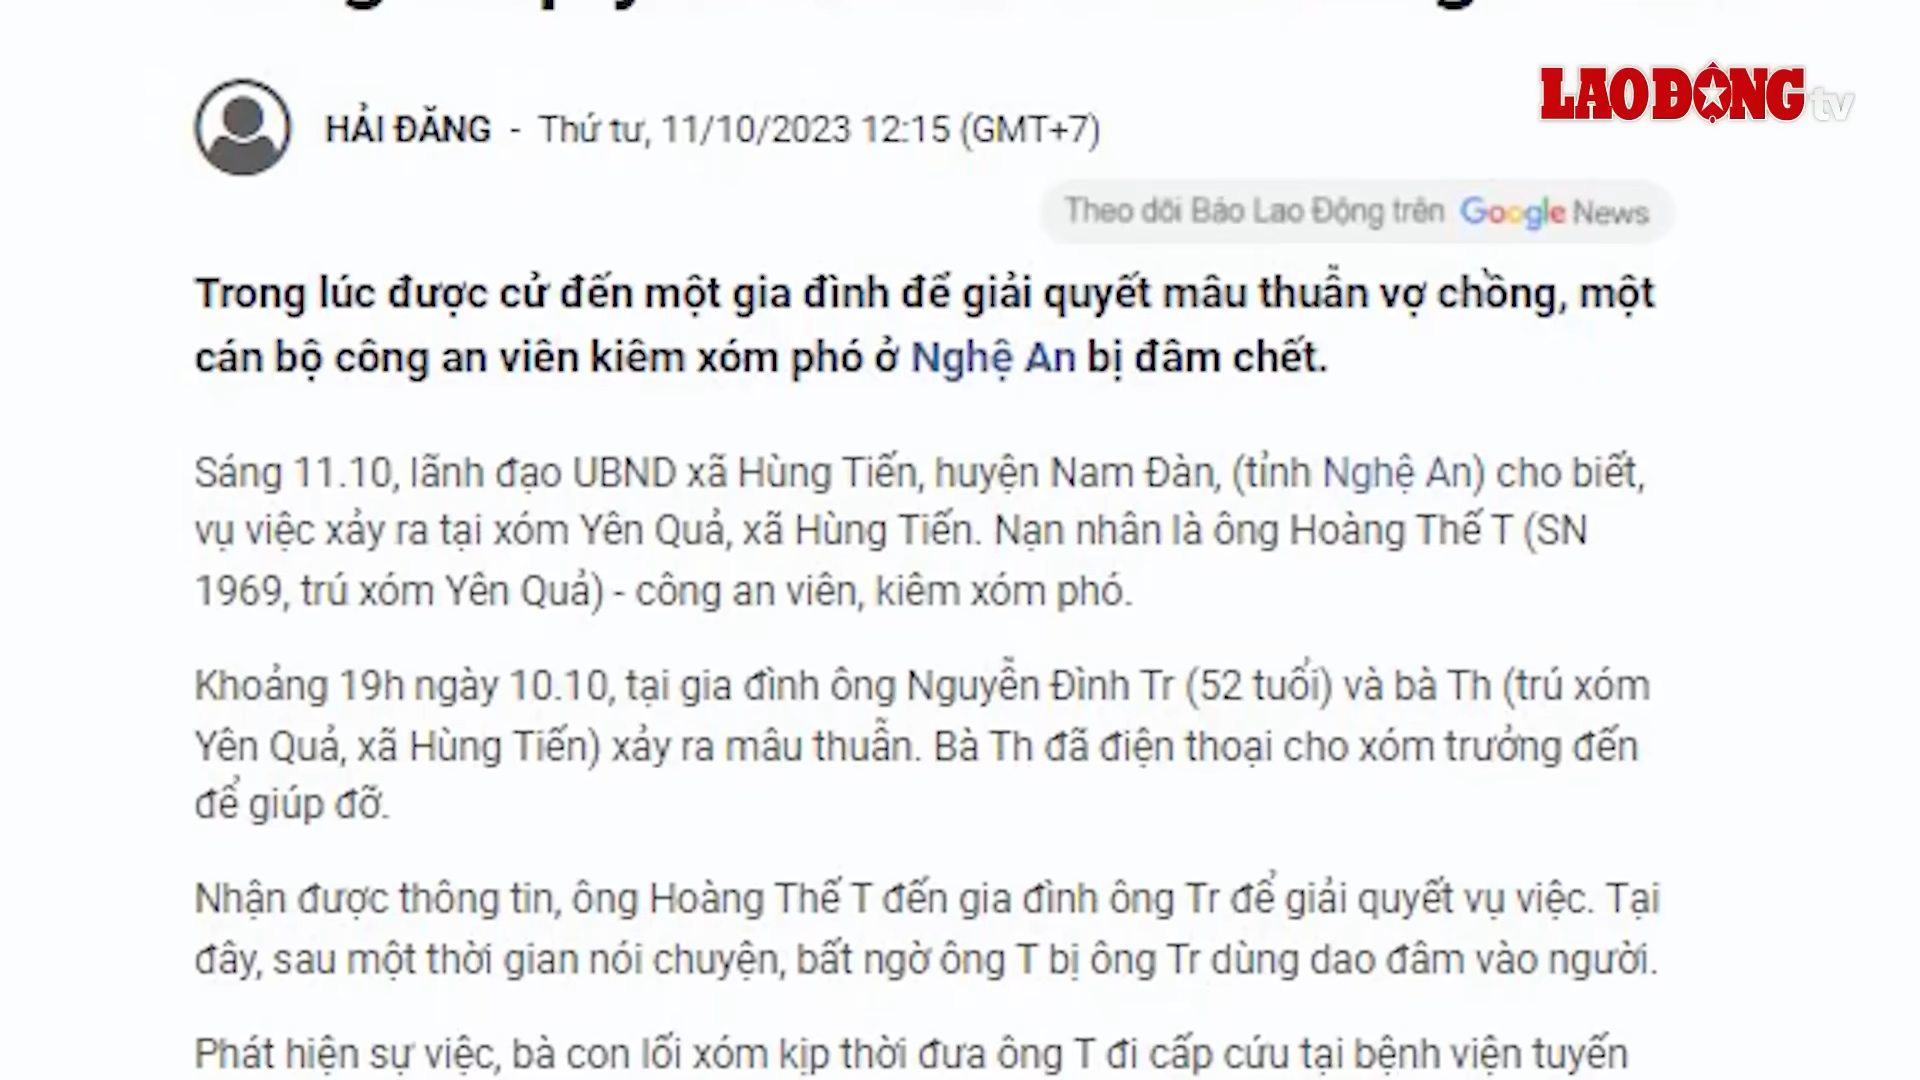 LAO ĐỘNG tv
HẢI ĐĂNG - Thứ tư, 11/10/2023 12:15 (GMT+7)
Theo dõi Báo Lao Động trên Google News
Trong lúc được cử đến một gia đình để giải quyết mâu thuẫn vợ chồng, một
cán bộ công an viên kiêm xóm phó ở Nghệ An bị đâm chết.
Sáng 11.10, lãnh đạo UBND xã Hùng Tiến, huyện Nam Đàn, (tỉnh Nghệ An) cho biết,
vụ việc xảy ra tại xóm Yên Quả, xã Hùng Tiến. Nạn nhân là ông Hoàng Thế T (SN
1969, trú xóm Yên Quả) - công an viên, kiêm xóm phó.
Khoảng 19h ngày 10.10, tại gia đình ông Nguyễn Đình Tr (52 tuổi) và bà Th (trú xóm
Yên Quả, xã Hùng Tiến) xảy ra mâu thuẫn. Bà Th đã điện thoại cho xóm trưởng đến
để giúp đỡ.
Nhận được thông tin, ông Hoàng Thế T đến gia đình ông Tr để giải quyết vụ việc. Tại
đây, sau một thời gian nói chuyện, bất ngờ ông T bị ông Tr dùng dao đâm vào người.
Phát hiện sự việc, bà con lối xóm kịp thời đưa ông T đi cấp cứu tại bệnh viện tuyến